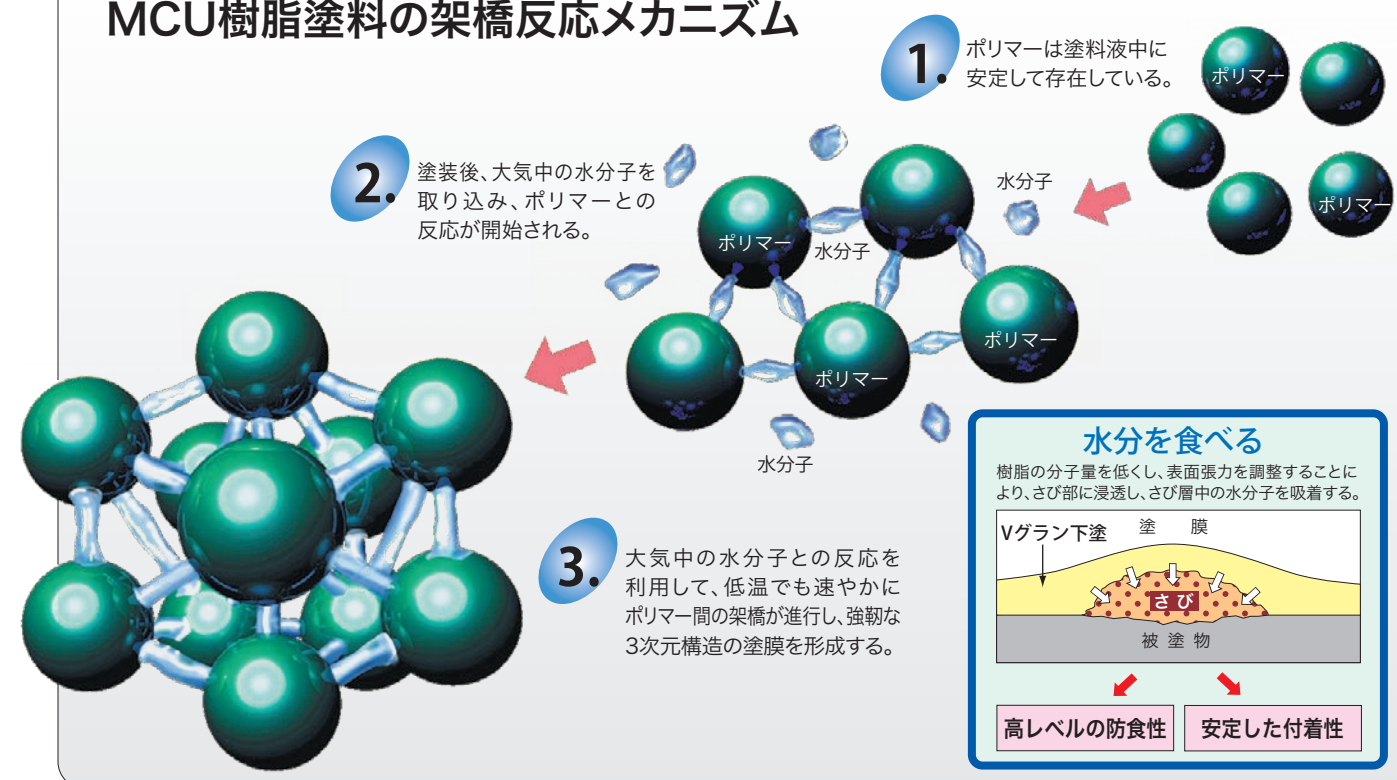 MCU樹脂塗料の架橋反応メカニズム
1.
ポリマーは塗料液中に
安定して存在している。
ポリマー
ポリマー
2.
塗装後、大気中の水分子を
取り込み、ポリマーとの
反応が開始される。
水分子
ポリマー
水分子
ポリマー
ポリマー
水分子
3.
大気中の水分子との反応を
利用して、低温でも速やかに
ポリマー間の架橋が進行し、強靭な
3次元構造の塗膜を形成する。
水分を食べる
樹脂の分子量を低くし、表面張力を調整することに
より、さび部に浸透し、さび層中の水分子を吸着する。
Vグラン下塗
塗 膜
さび
被塗物
高レベルの防食性
安定した付着性